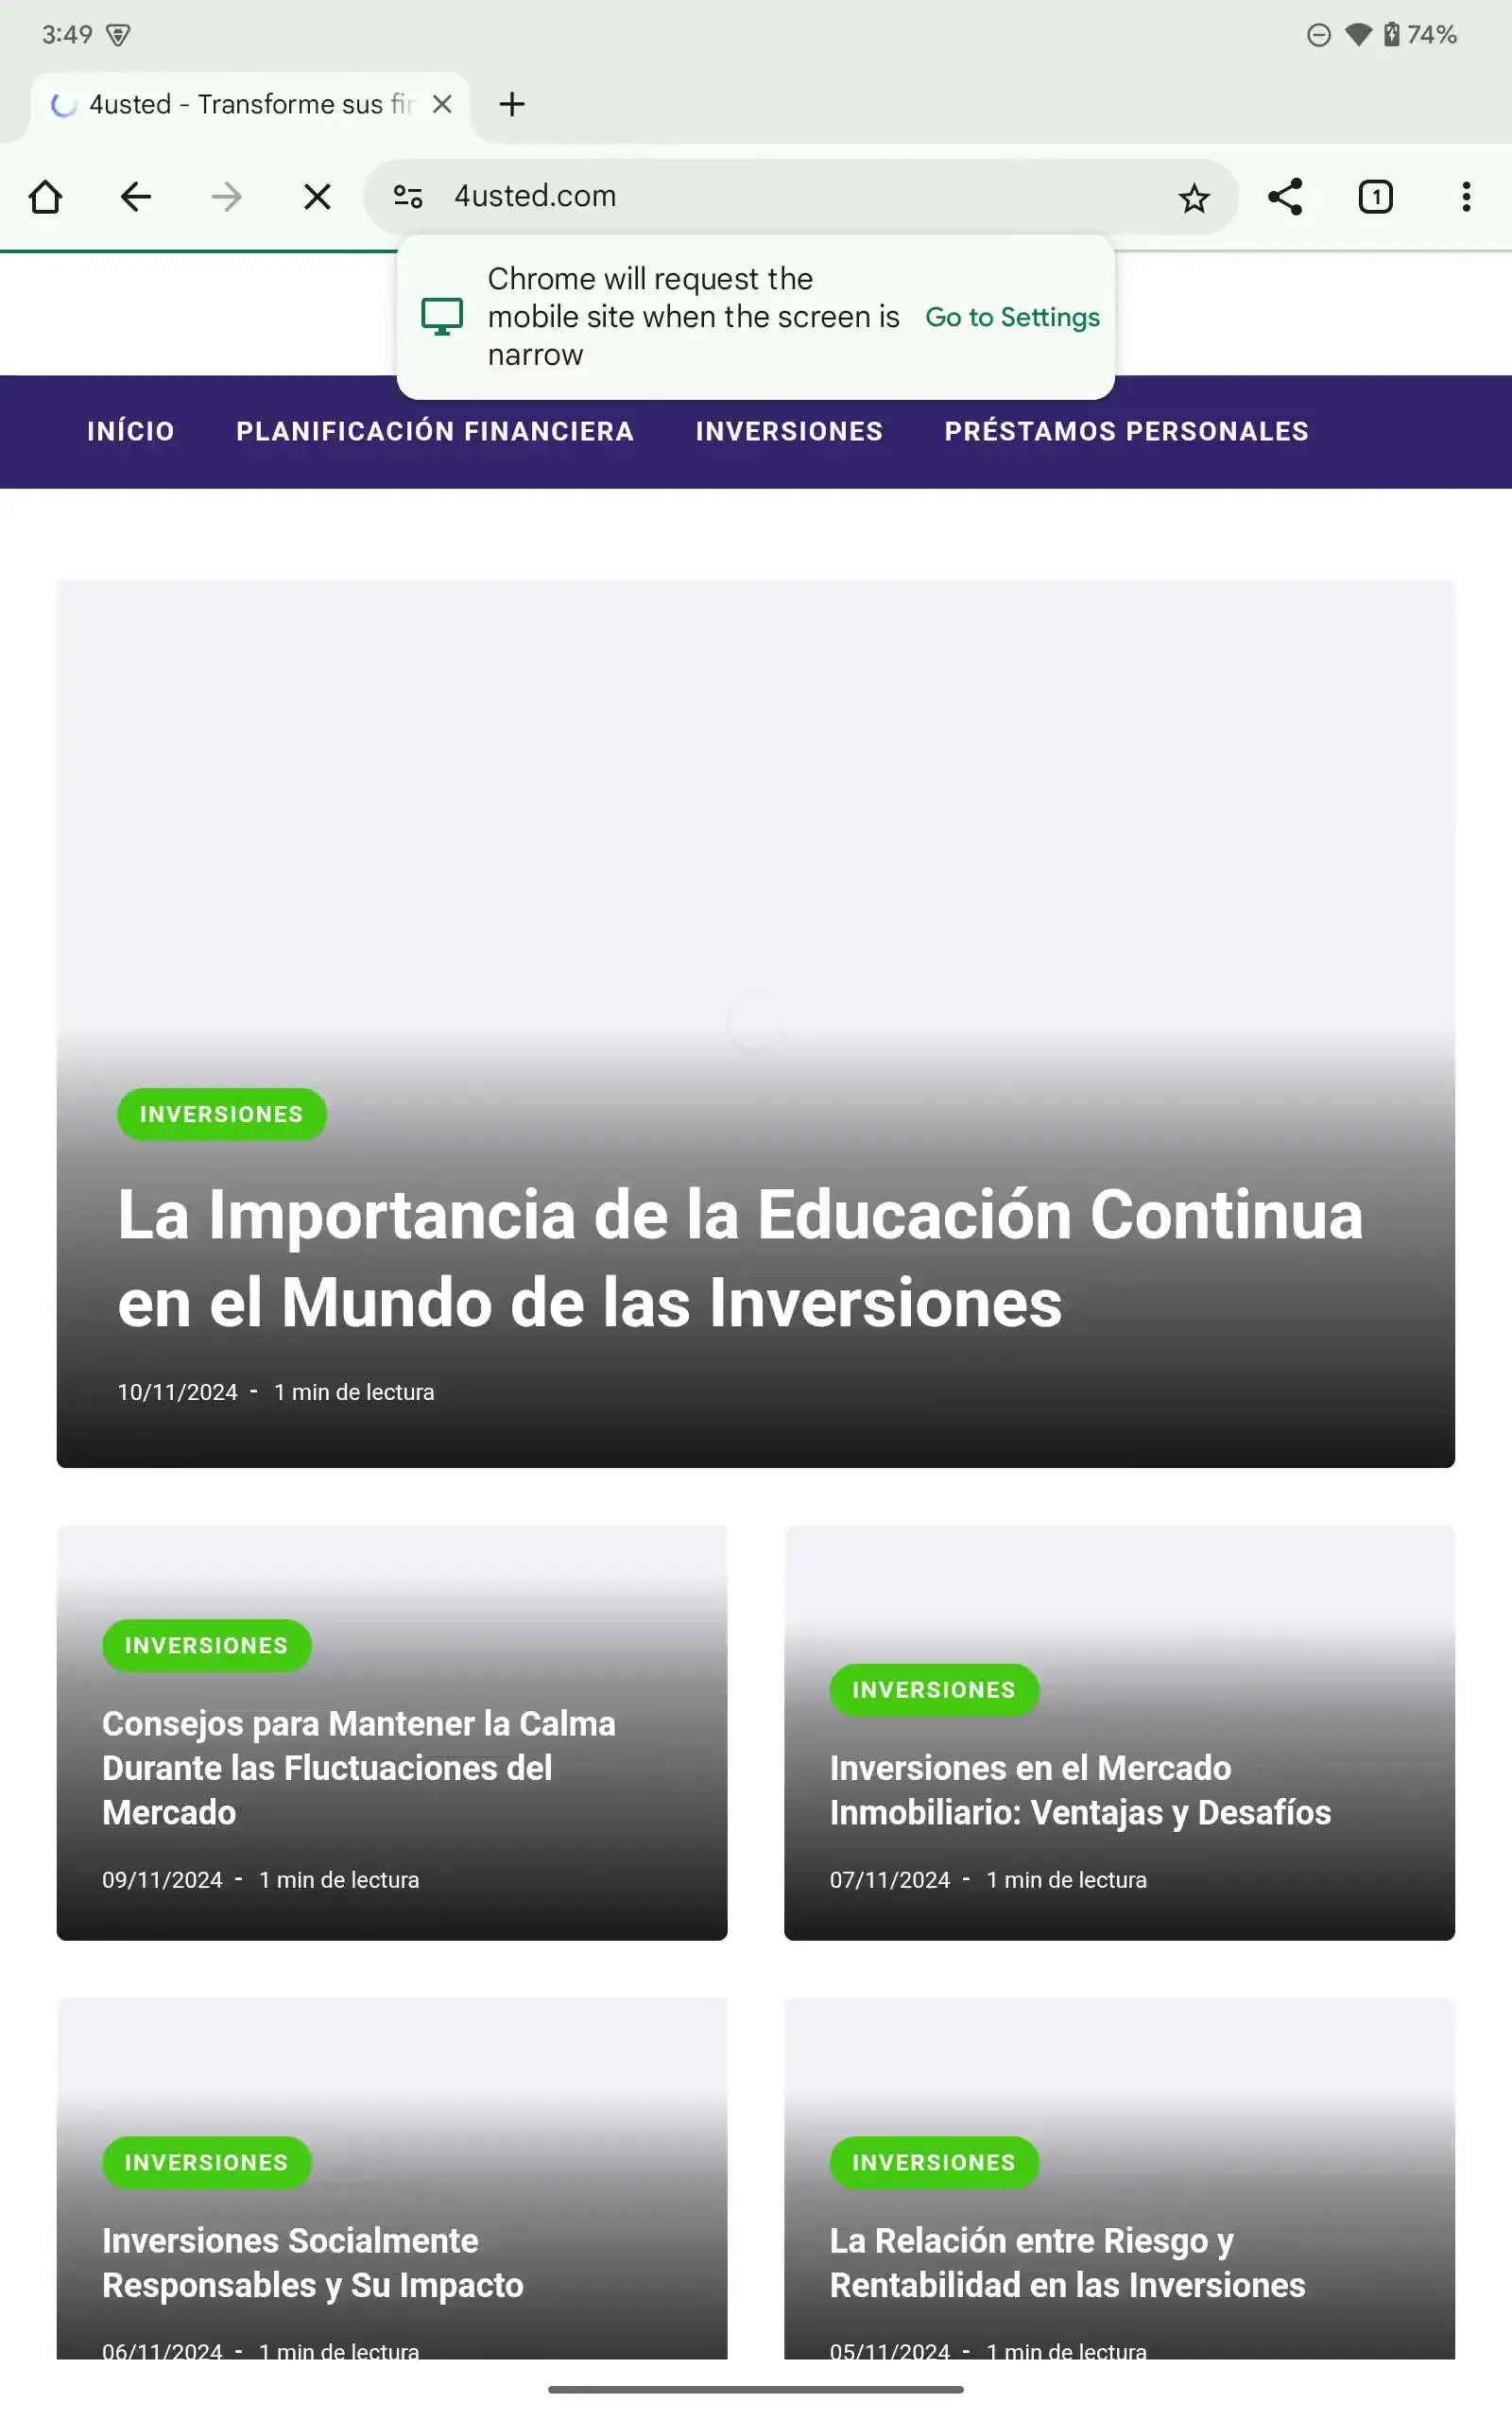 3:49
74%
4usted - Transforme sus
4usted.com
1
Chrome will request the
mobile site when the screen is
narrow
Go to Settings
INÍCIO PLANIFICACIÓN FINANCIERA INVERSIONES PRÉSTAMOS PERSONALES
INVERSIONES
La Importancia de la Educación Continua
en el Mundo de las Inversiones
10/11/2024 - 1 min de lectura
INVERSIONES
Consejos para Mantener la Calma
Durante las Fluctuaciones del
Mercado
09/11/2024 - 1 min de lectura
INVERSIONES
Inversiones en el Mercado
Inmobiliario: Ventajas y Desafíos
07/11/2024 - 1 min de lectura
INVERSIONES
Inversiones Socialmente
Responsables y Su Impacto
06/11/2024 - 1 min de lectura
INVERSIONES
La Relación entre Riesgo y
Rentabilidad en las Inversiones
05/11/2024 - 1 min de lectura